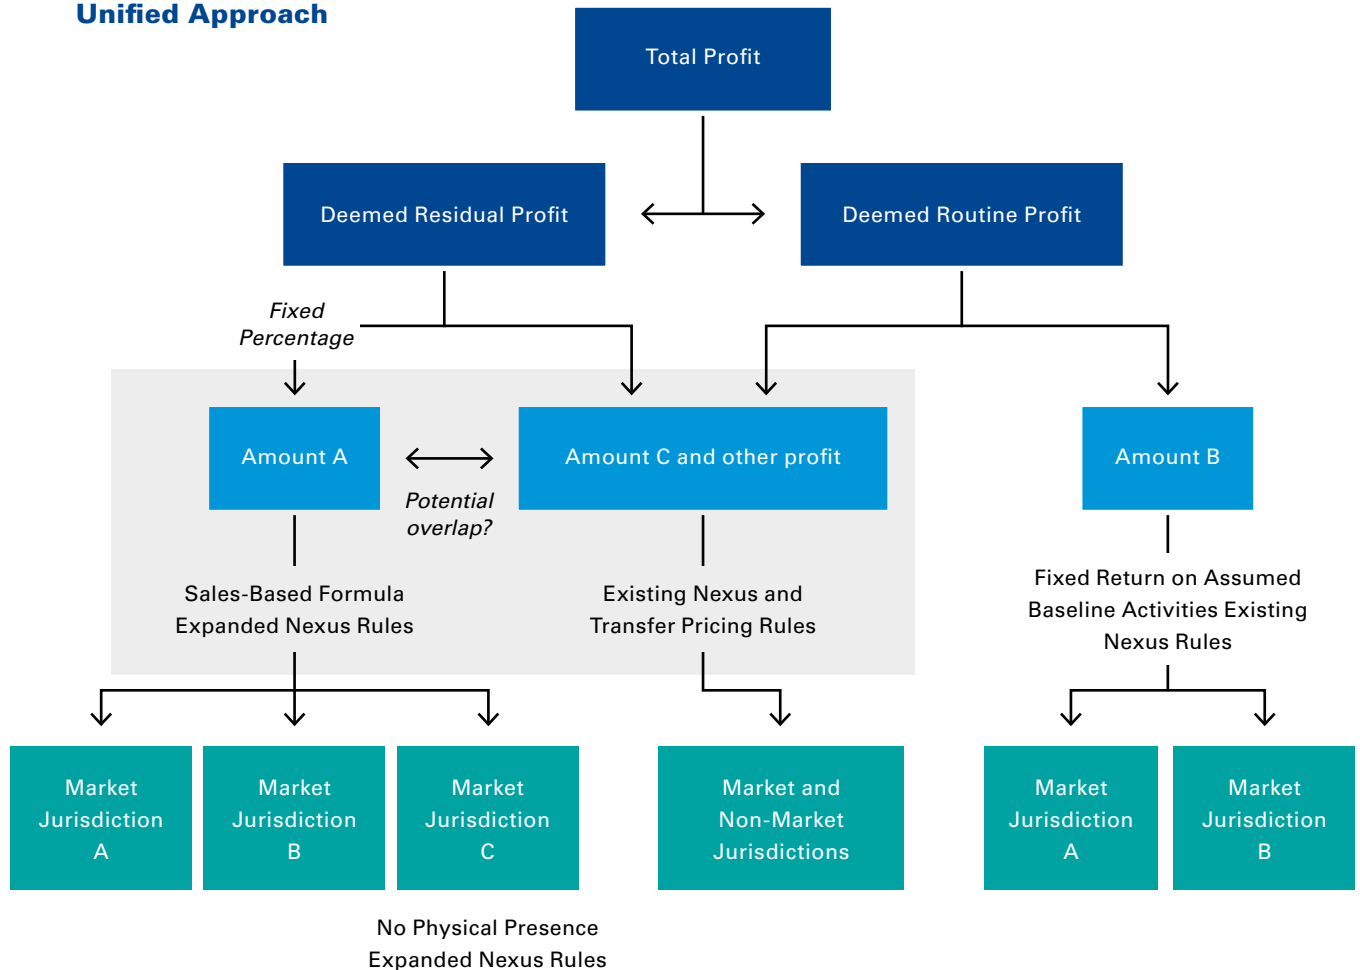 Unified Approach
Total Profit
Deemed Residual Profit
Deemed Routine Profit
Fixed
Percentage
Amount A
Potential
overlap?
Amount C and other profit
Amount B
Sales-Based Formula
Expanded Nexus Rules
Existing Nexus and
Transfer Pricing Rules
Fixed Return on Assumed
Baseline Activities Existing
Nexus Rules
Market
Jurisdiction
A
Market
Jurisdiction
B
Market
Jurisdiction
C
Market and
Non-Market
Jurisdictions
Market
Jurisdiction
A
Market
Jurisdiction
B
No Physical Presence
Expanded Nexus Rules